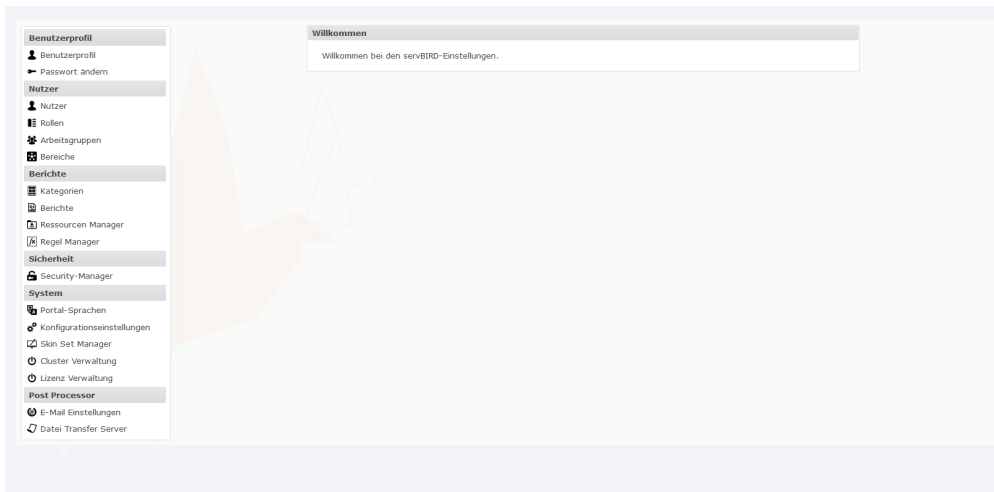 Benutzerprofil
Benutzerprofil
Passwort ändern
Nutzer
Nutzer
Rollen
Arbeitsgruppen
Bereiche
Berichte
Kategorien
Berichte
Ressourcen Manager
Regel Manager
Sicherheit
Security-Manager
System
Portal-Sprachen
Konfigurationseinstellungen
Skin Set Manager
Cluster Verwaltung
Lizenz Verwaltung
Post Processor
E-Mail Einstellungen
Datei Transfer Server
Willkommen
Willkommen bei den servBIRD-Einstellungen.